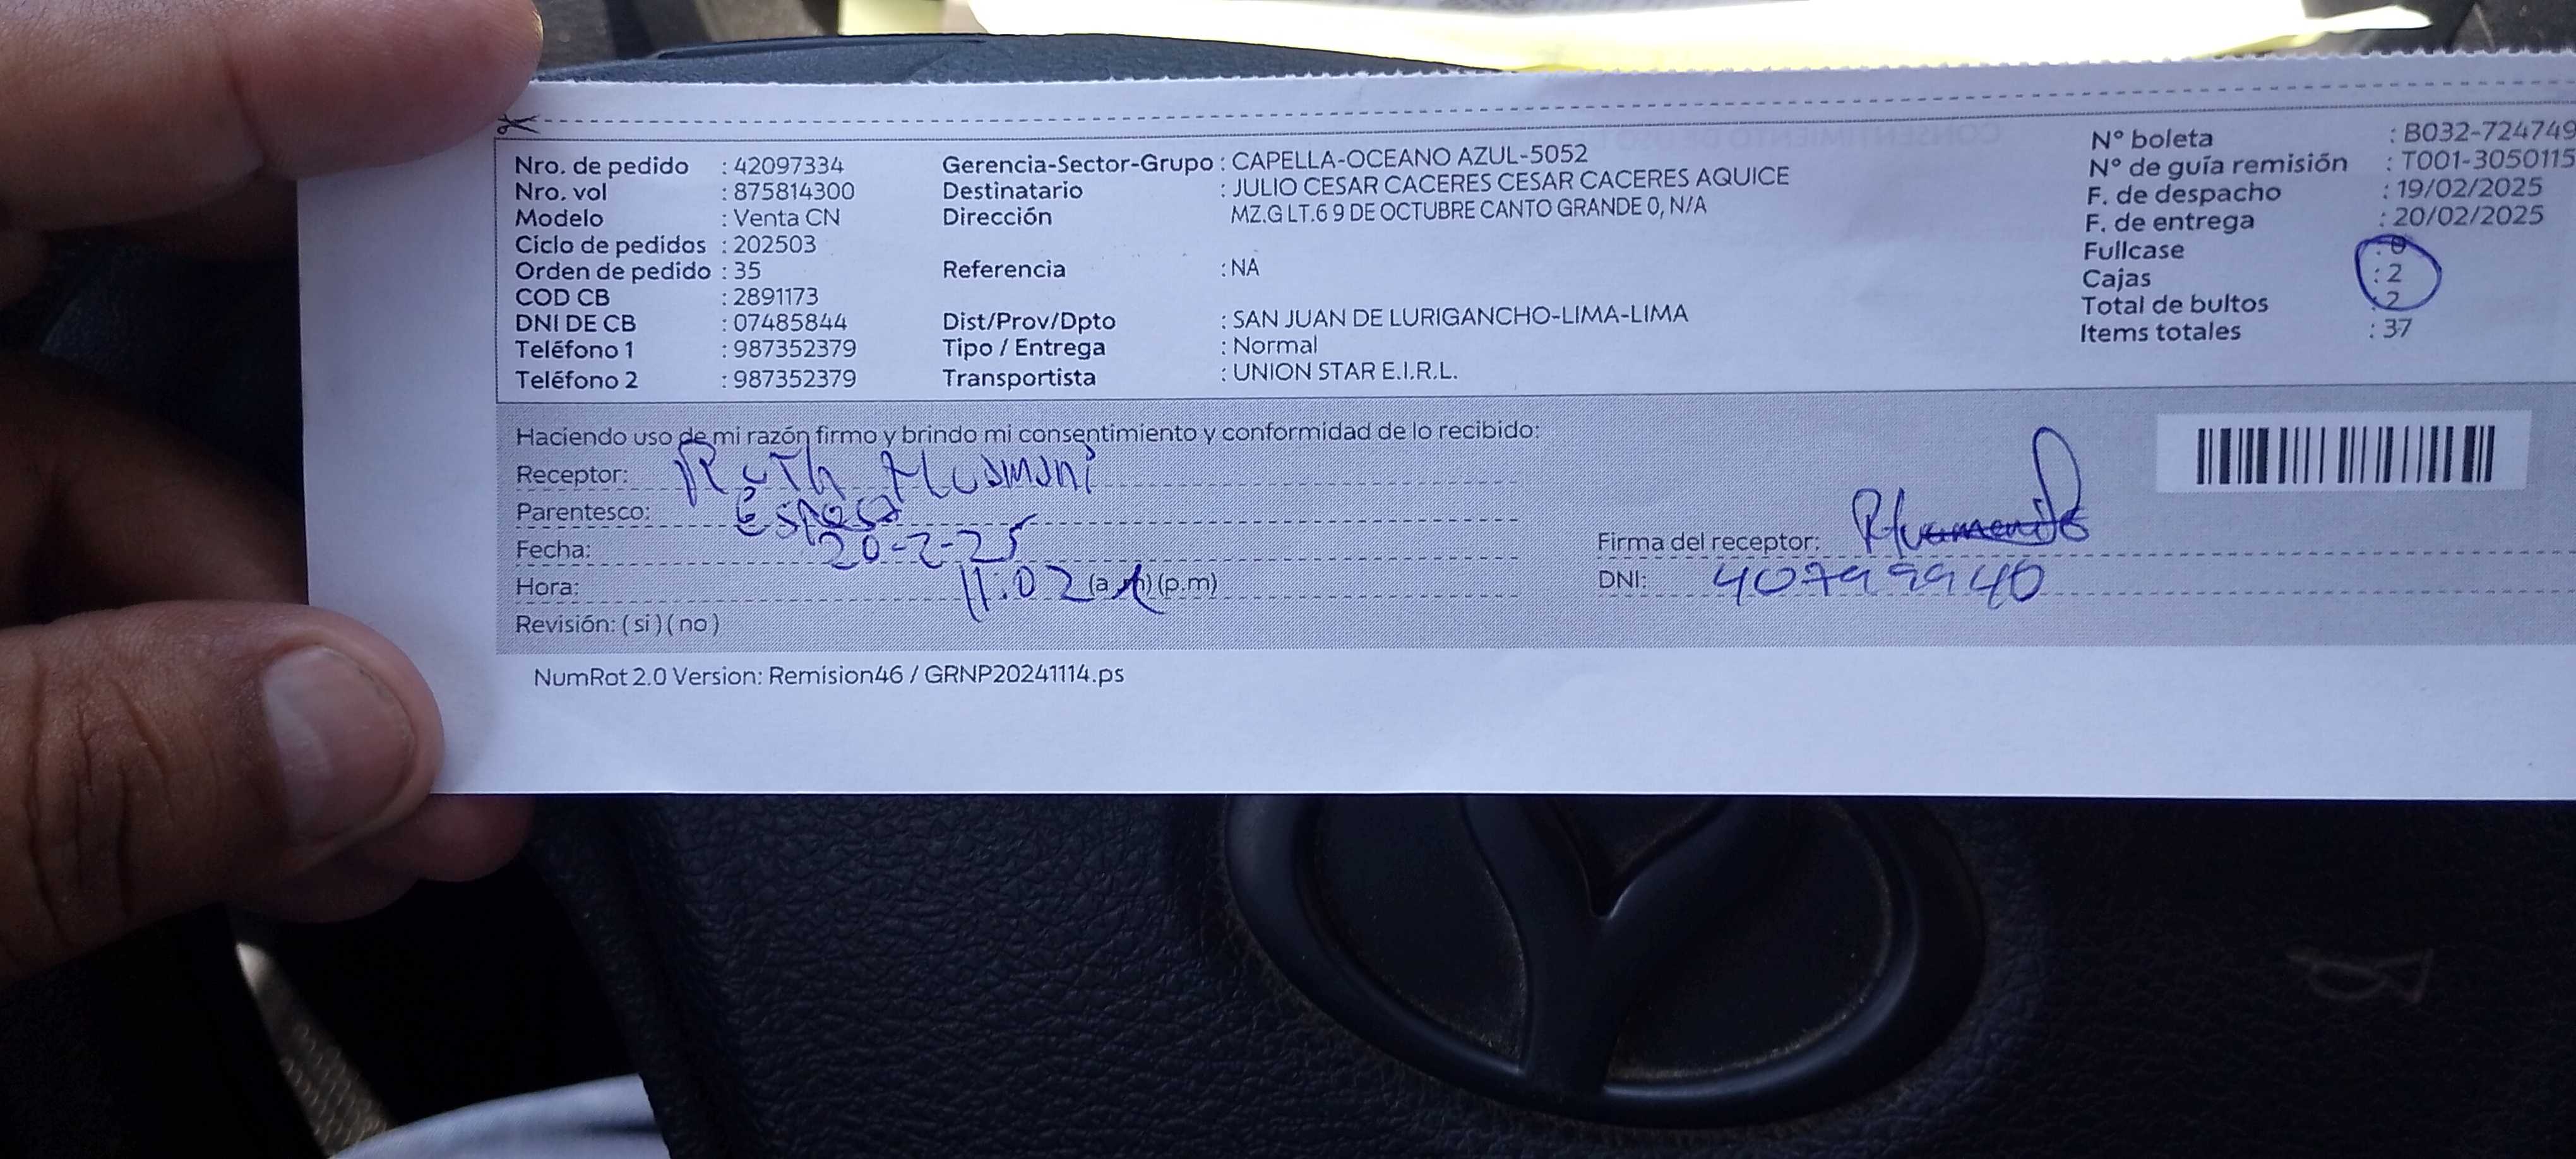 Nro. de pedido : 42097334
Nro. vol : 875814300
Modelo : Venta CN
Ciclo de pedidos : 202503
Orden de pedido : 35
COD CB : 2891173
DNI DE CB : 07485844
Teléfono 1 : 987352379
Teléfono 2 : 987352379
Gerencia-Sector-Grupo : CAPELLA-OCEANO AZUL-5052
Destinatario : JULIO CESAR CACERES CESAR CACERES AQUICE
Dirección MZ.G LT.6 9 DE OCTUBRE CANTO GRANDE 0, N/A
Referencia : NA
Dist/Prov/Dpto : SAN JUAN DE LURIGANCHO-LIMA-LIMA
Tipo / Entrega : Normal
Transportista : UNION STAR E.I.R.L.
N° boleta : B032-724749
N° de guía remisión : T001-3050115
F. de despacho : 19/02/2025
F. de entrega : 20/02/2025
Fullcase : 0
Cajas : 2
Total de bultos : 2
Items totales : 37
Haciendo uso de mi razón firmo y brindo mi consentimiento y conformidad de lo recibido:
Receptor: Ruth Huamani
Parentesco: Esposa
Fecha: 20-2-25
Hora: 11:02 (a.m) (p.m)
Revisión: ( si ) ( no )
Firma del receptor:
DNI: 40799940
NumRot 2.0 Version: Remision46 / GRNP20241114.ps